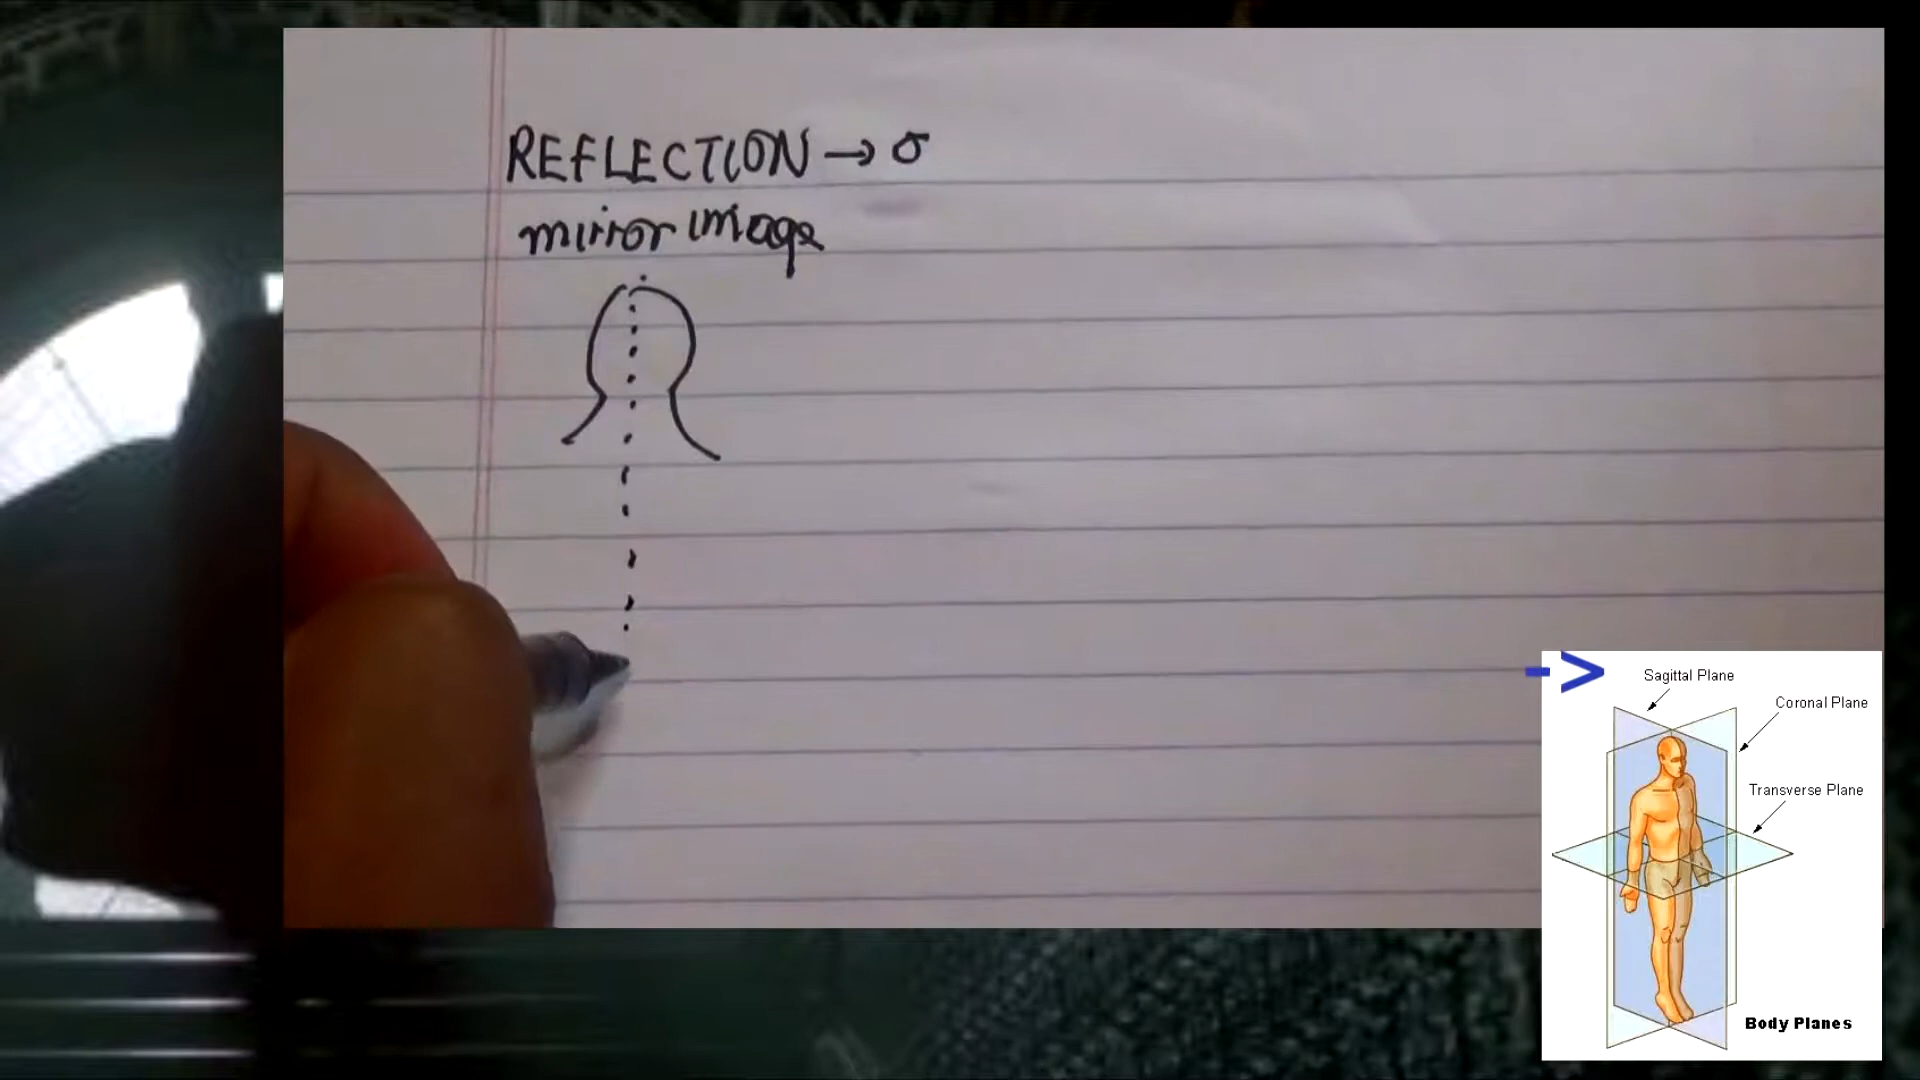 REFLECTION → σ
mirror image
->
Sagittal Plane
Coronal Plane
Transverse Plane
Body Planes